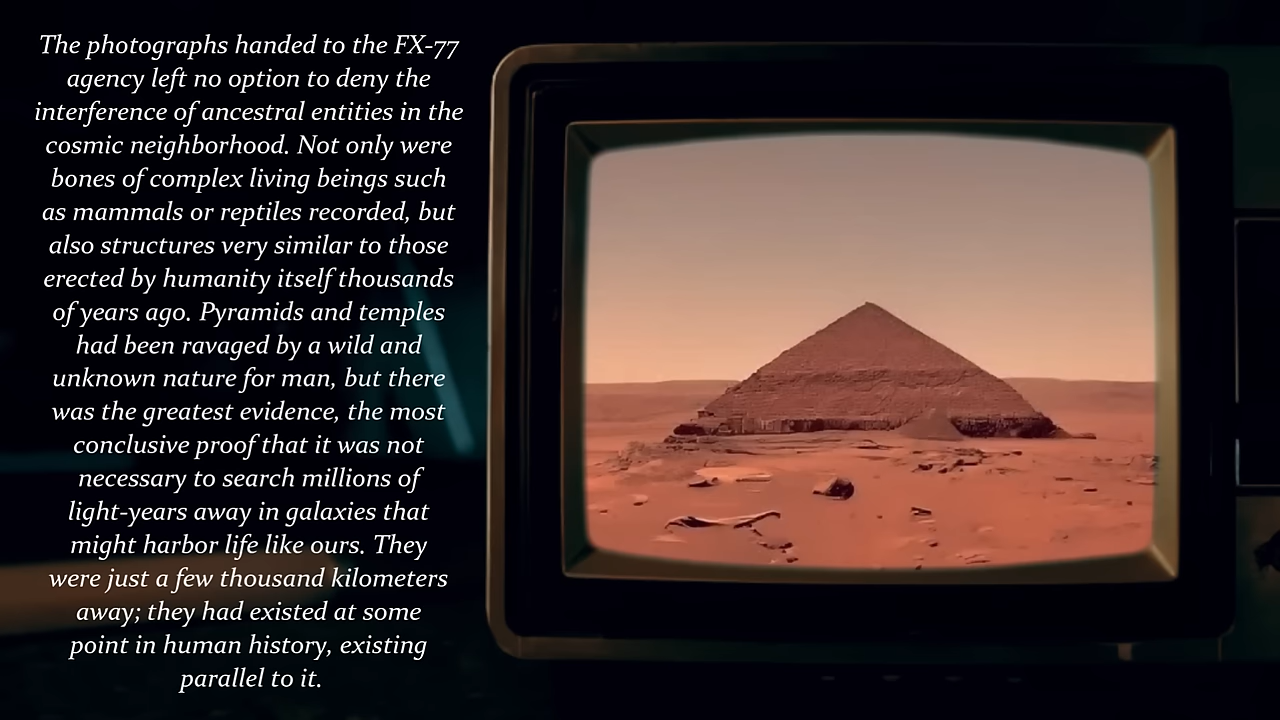 The photographs handed to the FX-77
agency left no option to deny the
interference of ancestral entities in the
cosmic neighborhood. Not only were
bones of complex living beings such
as mammals or reptiles recorded, but
also structures very similar to those
erected by humanity itself thousands
of years ago. Pyramids and temples
had been ravaged by a wild and
unknown nature for man, but there
was the greatest evidence, the most
conclusive proof that it was not
necessary to search millions of
light-years away in galaxies that
might harbor life like ours. They
were just a few thousand kilometers
away; they had existed at some
point in human history, existing
parallel to it.